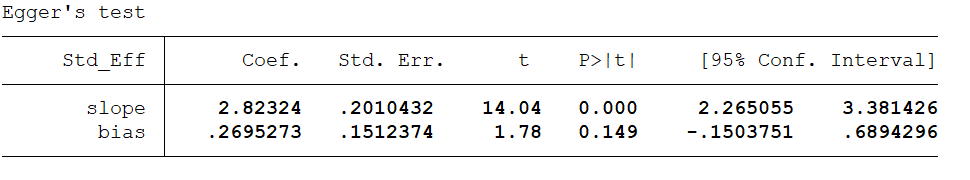 Egger's test
Std_Eff Coef. Std. Err. t P>|t| [95% Conf. Interval]
slope 2.82324 .2010432 14.04 0.000 2.265055 3.381426
bias .2695273 .1512374 1.78 0.149 -.1503751 .6894296